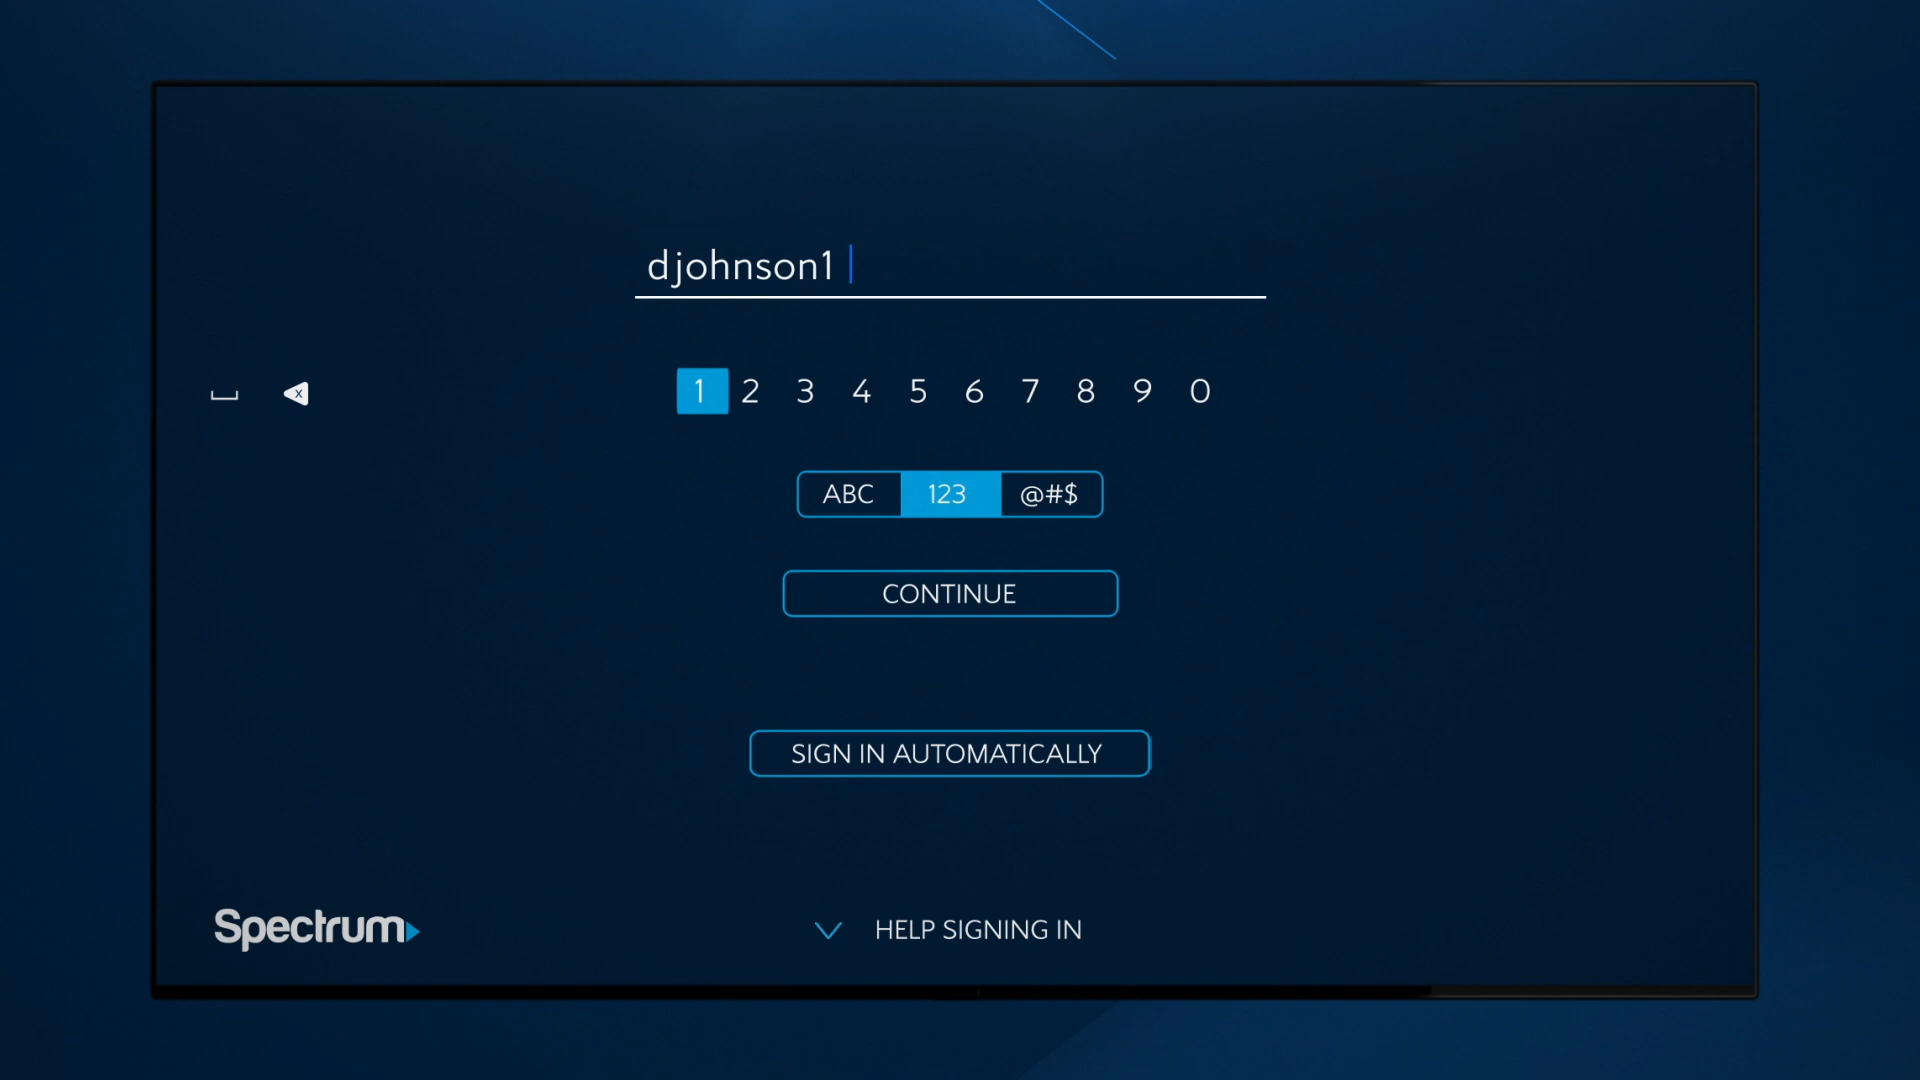 djohnson1
1 2 3 4 5 6 7 8 9 0
x
ABC 123 @#$
CONTINUE
SIGN IN AUTOMATICALLY
Spectrum
HELP SIGNING IN